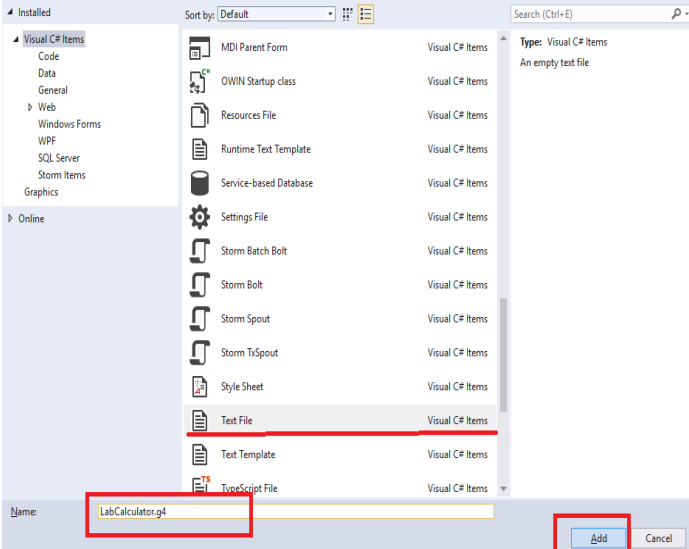 Installed
Sort by: Default
Search (Ctrl+E)
Visual C# Items
Code
Data
General
Web
Windows Forms
WPF
SQL Server
Storm Items
Graphics
Online
MDI Parent Form Visual C# Items
OWIN Startup class Visual C# Items
Resources File Visual C# Items
Runtime Text Template Visual C# Items
Service-based Database Visual C# Items
Settings File Visual C# Items
Storm Batch Bolt Visual C# Items
Storm Bolt Visual C# Items
Storm Spout Visual C# Items
Storm TxSpout Visual C# Items
Style Sheet Visual C# Items
Text File Visual C# Items
Text Template Visual C# Items
TypeScript File Visual C# Items
Type: Visual C# Items
An empty text file
Name: LabCalculator.g4
Add Cancel